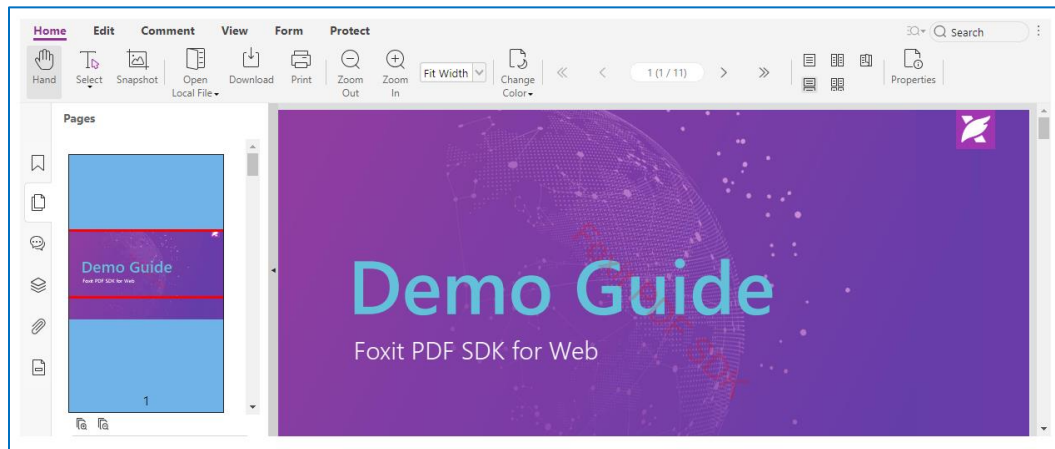 Home Edit Comment View Form Protect
Search
Hand
Select
Snapshot
Open
Local File
Download
Print
Zoom
Out
Zoom
In
Fit Width
Change
Color
1 (1 / 11)
Properties
Pages
Demo Guide
Foxit PDF SDK for Web
1
Demo Guide
Foxit PDF SDK for Web